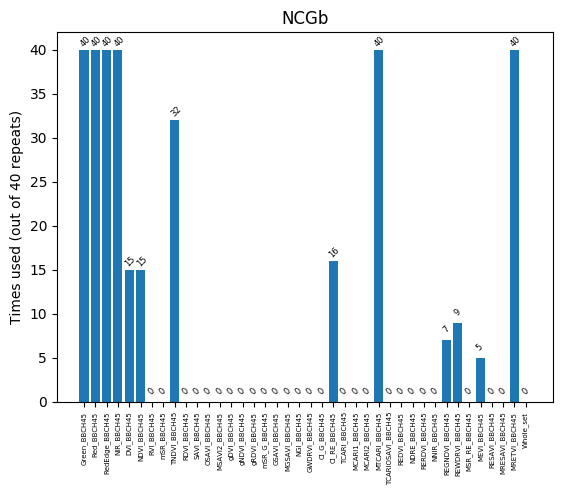 NCGb
Times used (out of 40 repeats)
40
35
30
25
20
15
10
5
0
40
40
40
40
15
15
0
0
32
0
0
0
0
0
0
0
0
0
0
0
0
0
16
0
0
0
40
0
0
0
0
0
7
9
0
5
0
0
40
0
Green_BBCH45
Red_BBCH45
RedEdge_BBCH45
NIR_BBCH45
DVI_BBCH45
NDVI_BBCH45
RVI_BBCH45
mSR_BBCH45
TNDVI_BBCH45
RDVI_BBCH45
SAVI_BBCH45
OSAVI_BBCH45
MSAVI2_BBCH45
gDVI_BBCH45
gNDVI_BBCH45
gRDVI_BBCH45
mSR_G_BBCH45
GSAVI_BBCH45
MGSAVI_BBCH45
NGI_BBCH45
GWDRVI_BBCH45
CI_G_BBCH45
CI_RE_BBCH45
TCARI_BBCH45
MCARI1_BBCH45
MCARI2_BBCH45
MTCARI_BBCH45
TCARIOSAVI_BBCH45
REDVI_BBCH45
NDRE_BBCH45
RERDVI_BBCH45
NNIR_BBCH45
REGNDVI_BBCH45
REWDRVI_BBCH45
MSR_RE_BBCH45
MEVI_BBCH45
RESAVI_BBCH45
MRESAVI_BBCH45
MRETVI_BBCH45
Whole_set